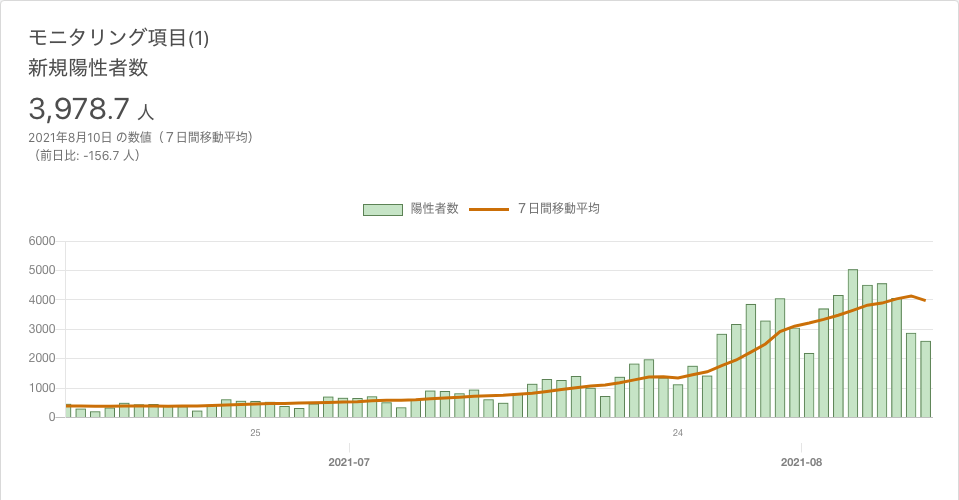 モニタリング項目(1)
新規陽性者数
3,978.7 人
2021年8月10日 の数値（７日間移動平均）
（前日比: -156.7 人）
陽性者数 ７日間移動平均
6000
5000
4000
3000
2000
1000
0
25 24
2021-07 2021-08